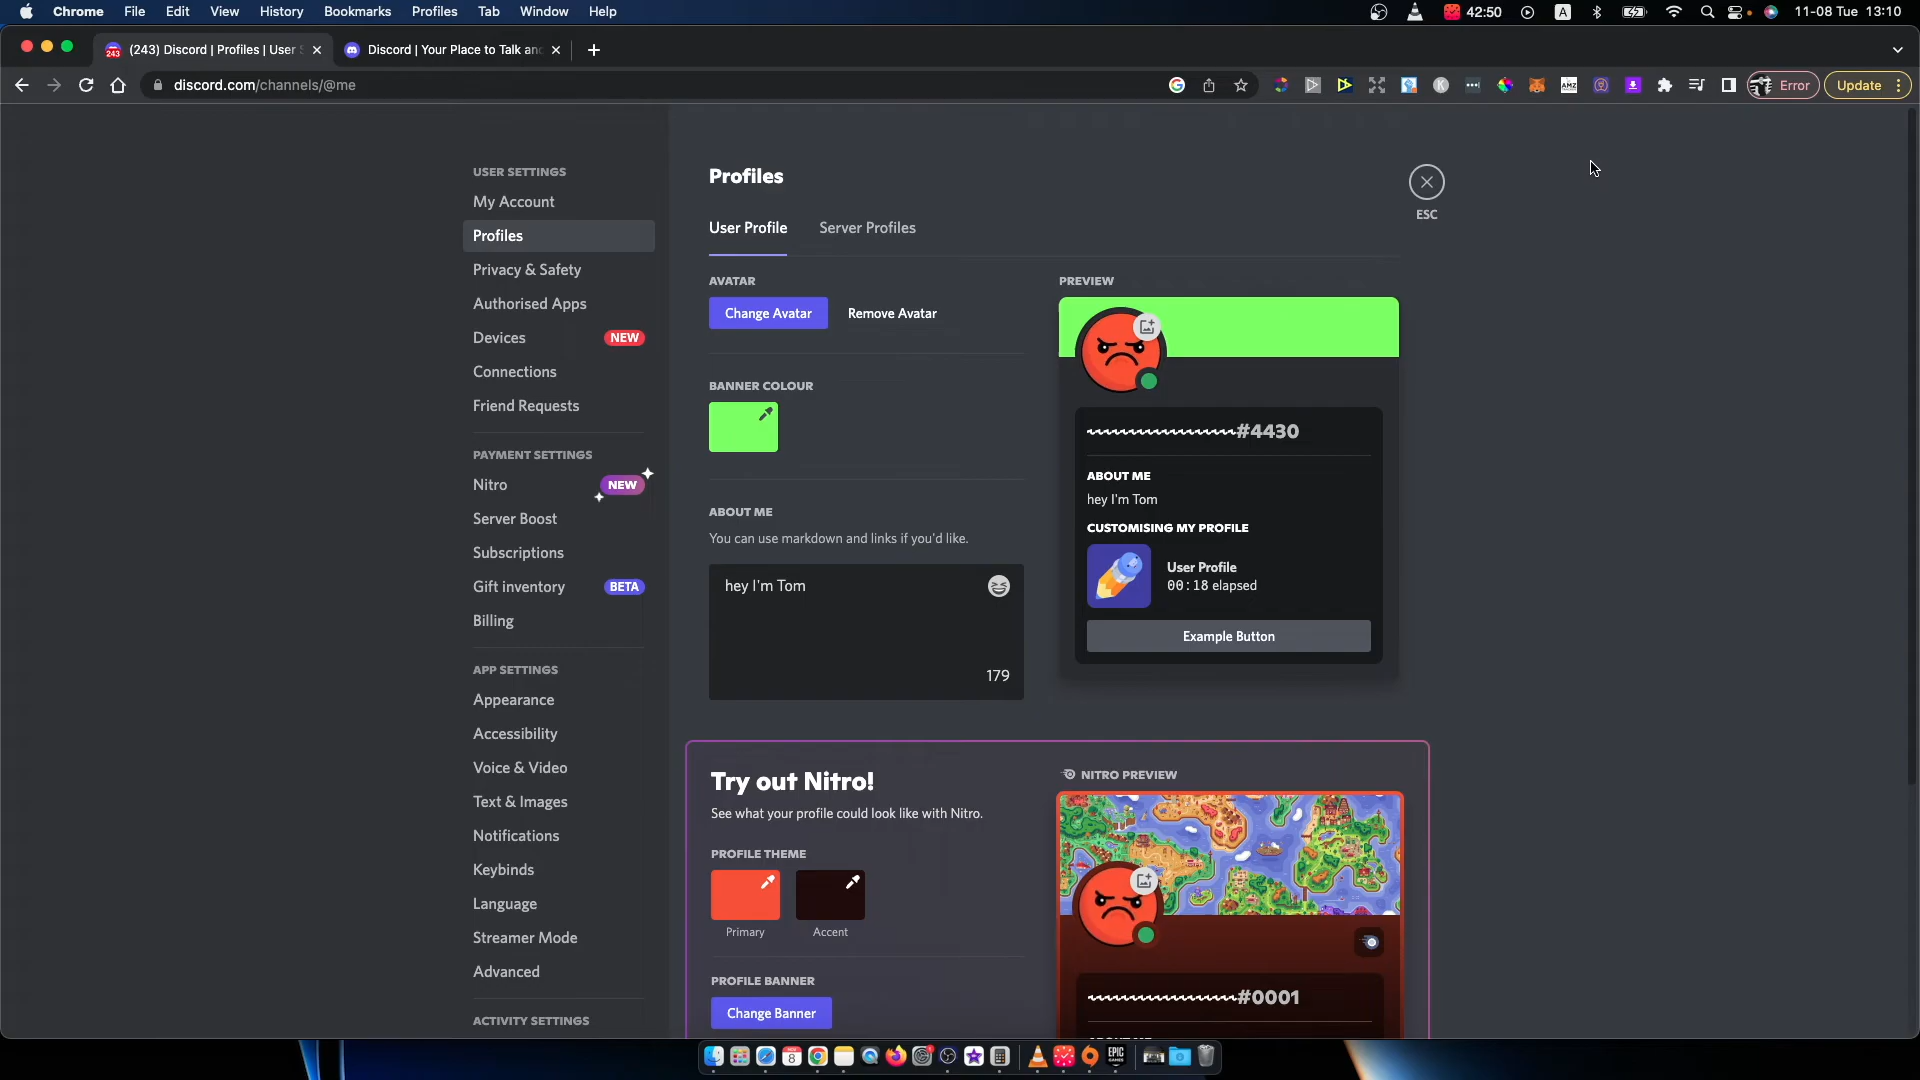 Chrome File Edit View History Bookmarks Profiles Tab Window Help 42:50 A 11-08 Tue 13:10
243 (243) Discord | Profiles | User S Discord | Your Place to Talk and
discord.com/channels/@me K AMZ Error Update
USER SETTINGS
My Account
Profiles
Privacy & Safety
Authorised Apps
Devices NEW
Connections
Friend Requests
PAYMENT SETTINGS
Nitro NEW
Server Boost
Subscriptions
Gift inventory BETA
Billing
APP SETTINGS
Appearance
Accessibility
Voice & Video
Text & Images
Notifications
Keybinds
Language
Streamer Mode
Advanced
ACTIVITY SETTINGS
Profiles
ESC
User Profile Server Profiles
AVATAR
Change Avatar Remove Avatar
BANNER COLOUR
ABOUT ME
You can use markdown and links if you'd like.
hey I'm Tom
179
PREVIEW
#4430
ABOUT ME
hey I'm Tom
CUSTOMISING MY PROFILE
User Profile
00:18 elapsed
Example Button
Try out Nitro!
See what your profile could look like with Nitro.
PROFILE THEME
Primary Accent
PROFILE BANNER
Change Banner
NITRO PREVIEW
#0001
NOV 8 EPIC GAMES